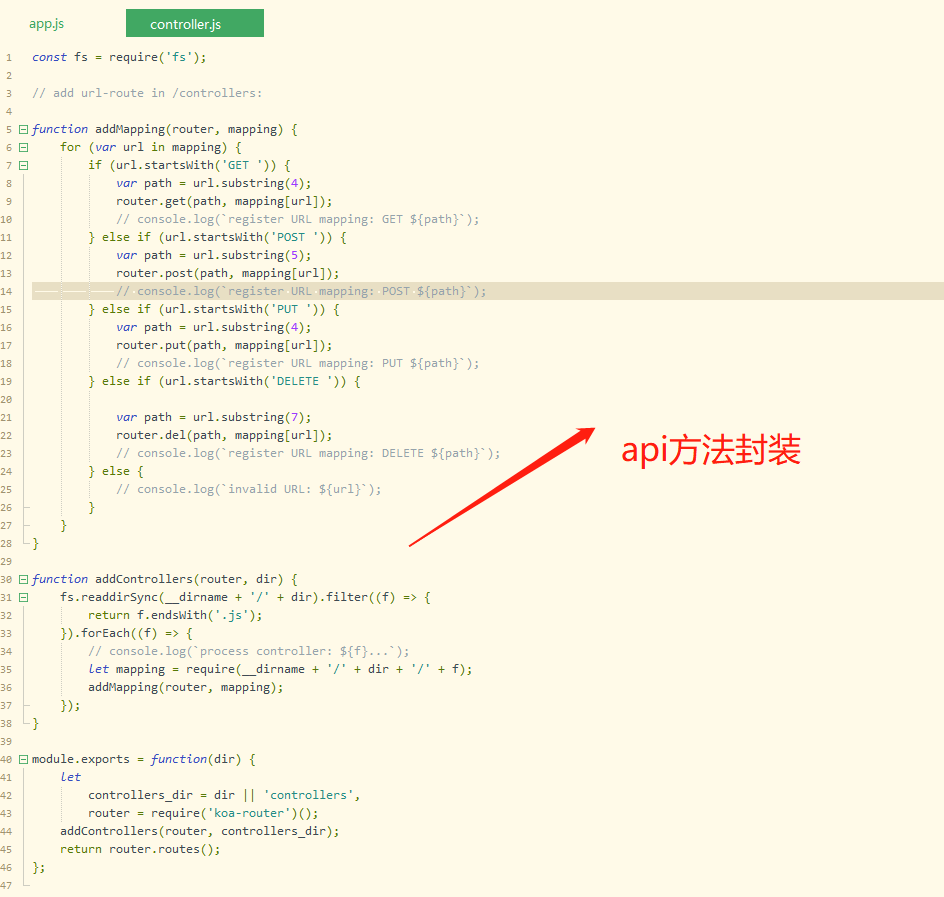 app.js
controller.js
1 const fs = require('fs');
2
3 // add url-route in /controllers:
4
5 function addMapping(router, mapping) {
6     for (var url in mapping) {
7         if (url.startsWith('GET ')) {
8             var path = url.substring(4);
9             router.get(path, mapping[url]);
10             // console.log(`register URL mapping: GET ${path}`);
11         } else if (url.startsWith('POST ')) {
12             var path = url.substring(5);
13             router.post(path, mapping[url]);
14             // console.log(`register URL mapping: POST ${path}`);
15         } else if (url.startsWith('PUT ')) {
16             var path = url.substring(4);
17             router.put(path, mapping[url]);
18             // console.log(`register URL mapping: PUT ${path}`);
19         } else if (url.startsWith('DELETE ')) {
20
21             var path = url.substring(7);
22             router.del(path, mapping[url]);
23             // console.log(`register URL mapping: DELETE ${path}`);
24         } else {
25             // console.log(`invalid URL: ${url}`);
26         }
27     }
28 }
29
30 function addControllers(router, dir) {
31     fs.readdirSync(__dirname + '/' + dir).filter((f) => {
32         return f.endsWith('.js');
33     }).forEach((f) => {
34         // console.log(`process controller: ${f}...`);
35         let mapping = require(__dirname + '/' + dir + '/' + f);
36         addMapping(router, mapping);
37     });
38 }
39
40 module.exports = function(dir) {
41     let
42         controllers_dir = dir || 'controllers',
43         router = require('koa-router')();
44     addControllers(router, controllers_dir);
45     return router.routes();
46 };
47
api方法封装